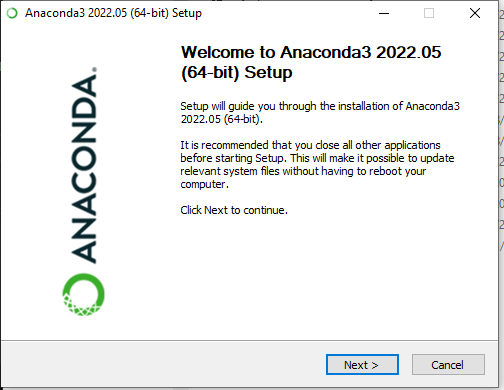 Anaconda3 2022.05 (64-bit) Setup
Welcome to Anaconda3 2022.05
(64-bit) Setup
Setup will guide you through the installation of Anaconda3
2022.05 (64-bit).
It is recommended that you close all other applications
before starting Setup. This will make it possible to update
relevant system files without having to reboot your
computer.
Click Next to continue.
ANACONDA.
Next >
Cancel